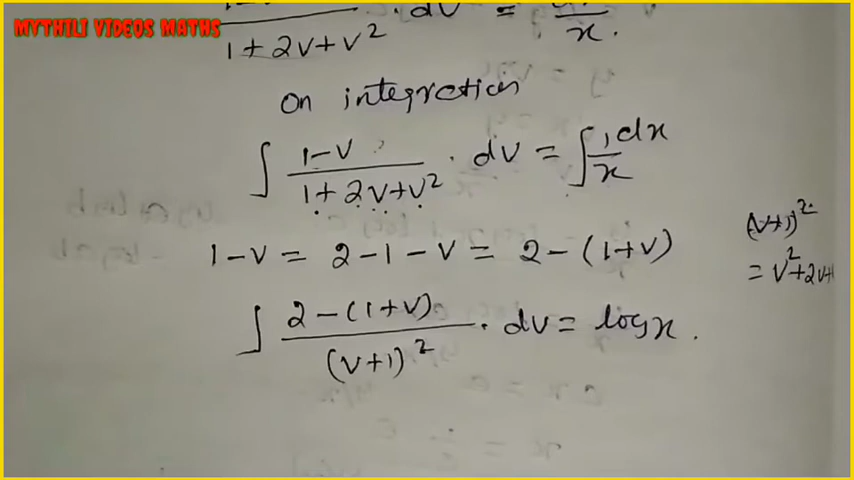 MYTHILI VIDEOS MATHS
1+2v+v² · dv = x.
On integration
∫ 1-v / 1+2v+v² · dv = ∫ 1/x dx
(v+1)²
1-v = 2-1-v = 2-(1+v)
= v²+2v+1
∫ 2-(1+v) / (v+1)² · dv = log x.